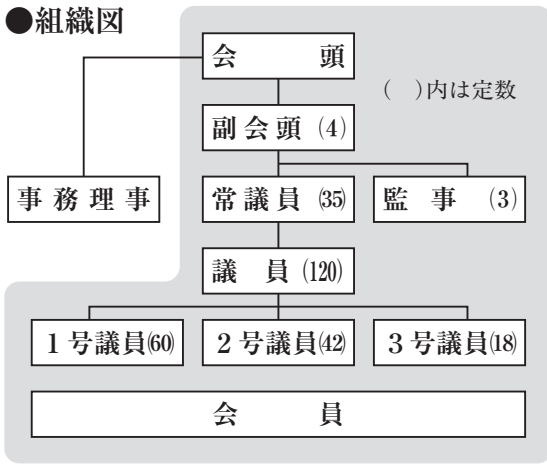 ●組織図
会頭
（　）内は定数
副会頭（4）
事務理事
常議員（35）
監事（3）
議員（120）
1号議員（60）
2号議員（42）
3号議員（18）
会員